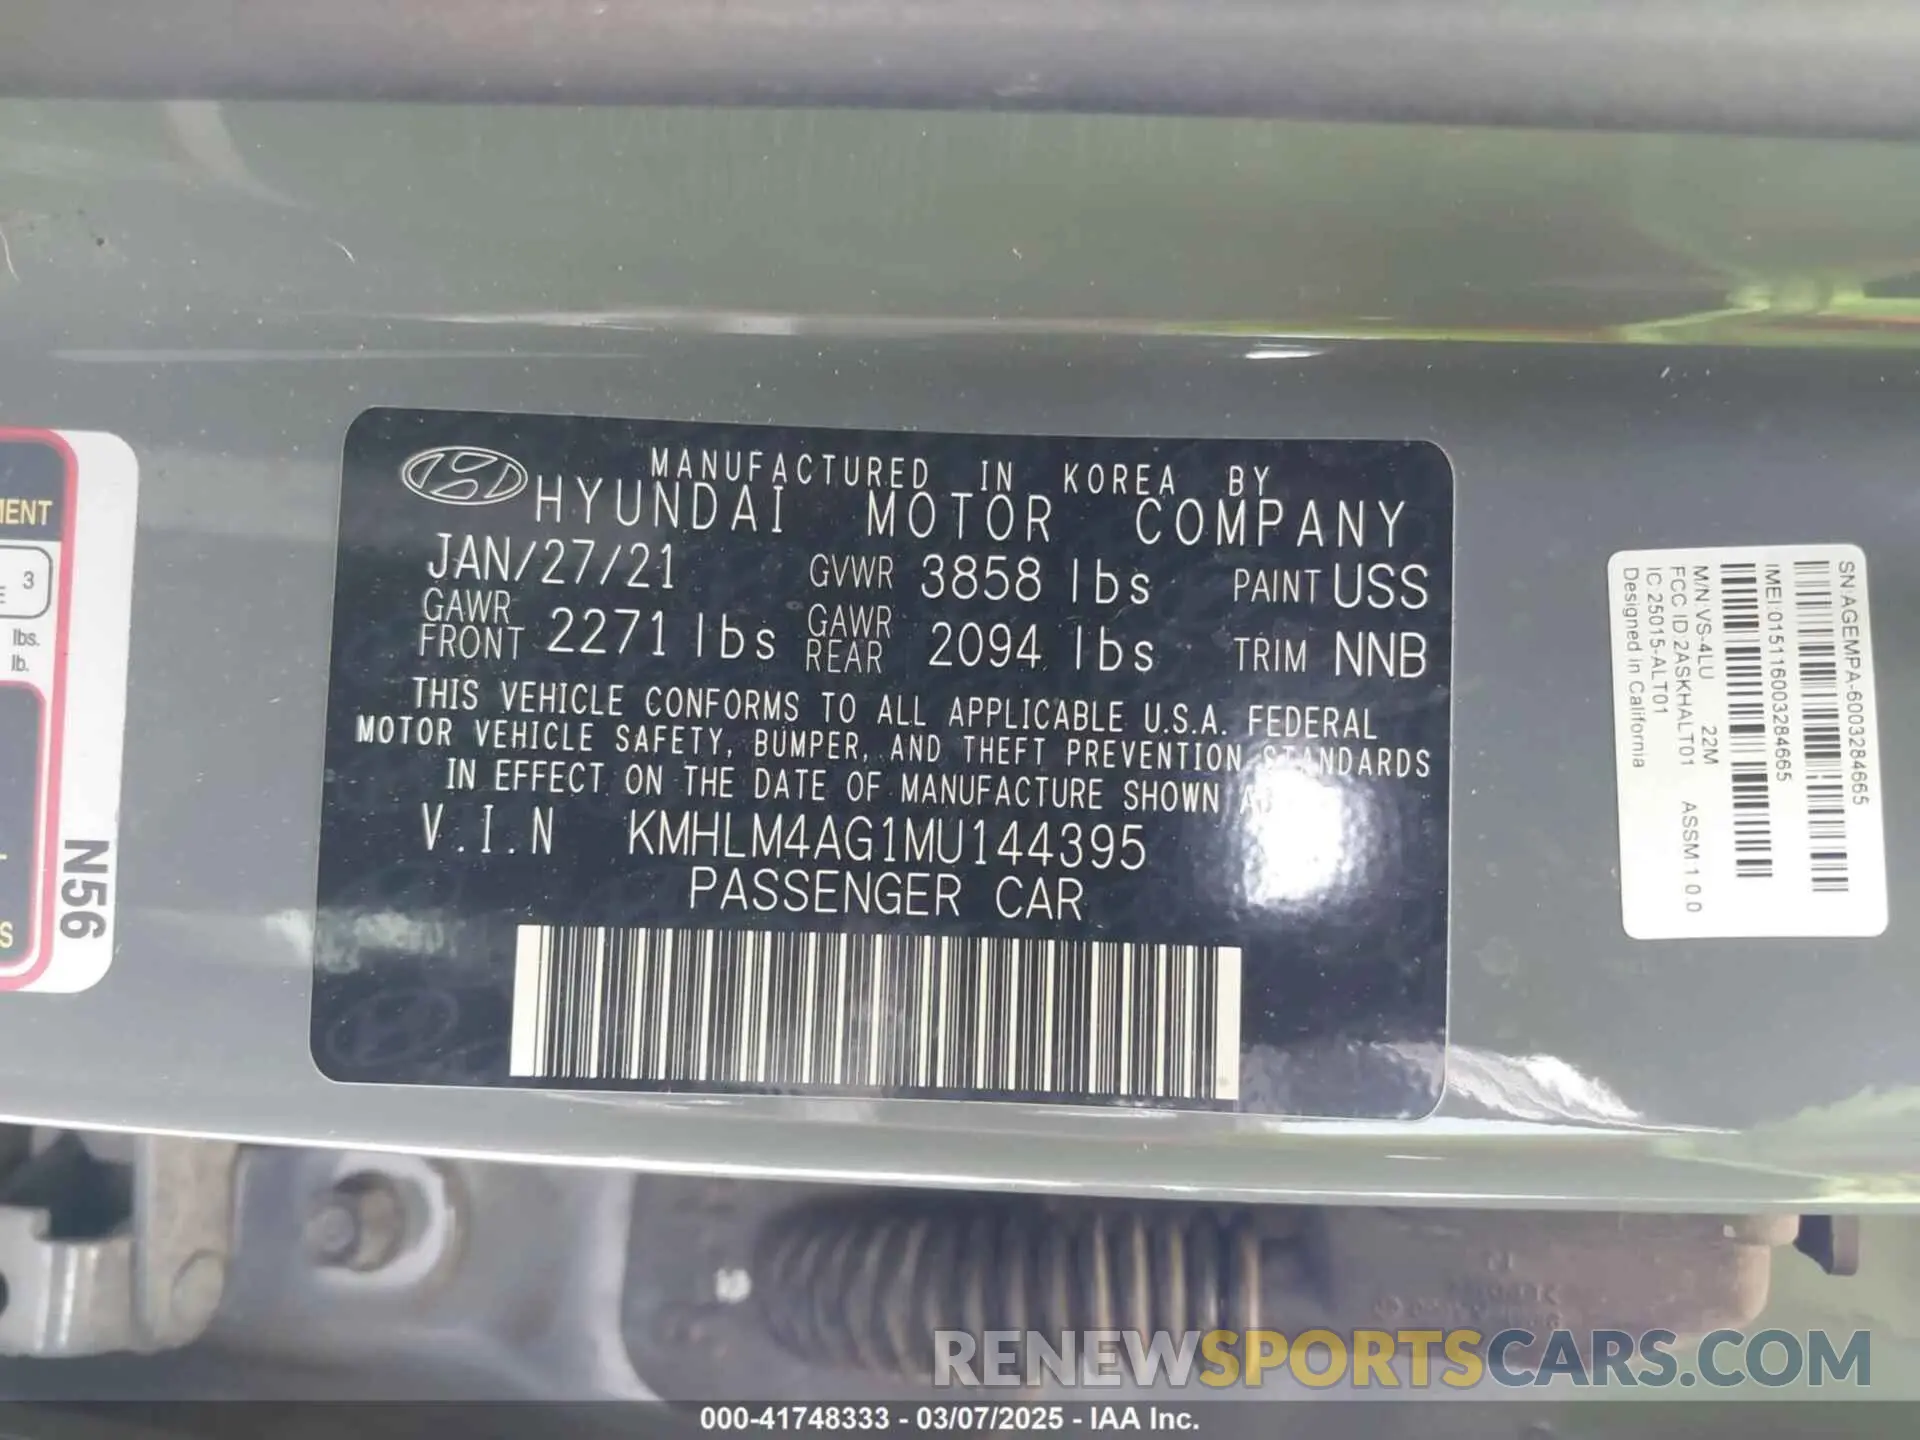 MANUFACTURED IN KOREA BY
HYUNDAI MOTOR COMPANY
JAN/27/21 GVWR 3858 lbs PAINT USS
GAWR FRONT 2271 lbs GAWR REAR 2094 lbs TRIM NNB
THIS VEHICLE CONFORMS TO ALL APPLICABLE U.S.A. FEDERAL
MOTOR VEHICLE SAFETY, BUMPER, AND THEFT PREVENTION STANDARDS
IN EFFECT ON THE DATE OF MANUFACTURE SHOWN
V.I.N KMHLM4AG1MU144395
PASSENGER CAR
3
lbs.
lb.
N56
SN:AGEMPA-6003284665
IMEI:015116003284665
M/N:VS-4LU 22M
FCC ID:2ASKHALT01 ASSM 1.0.0
IC 25015-ALT01
Designed in California
RENEWSPORTSCARS.COM
000-41748333 - 03/07/2025 - IAA Inc.